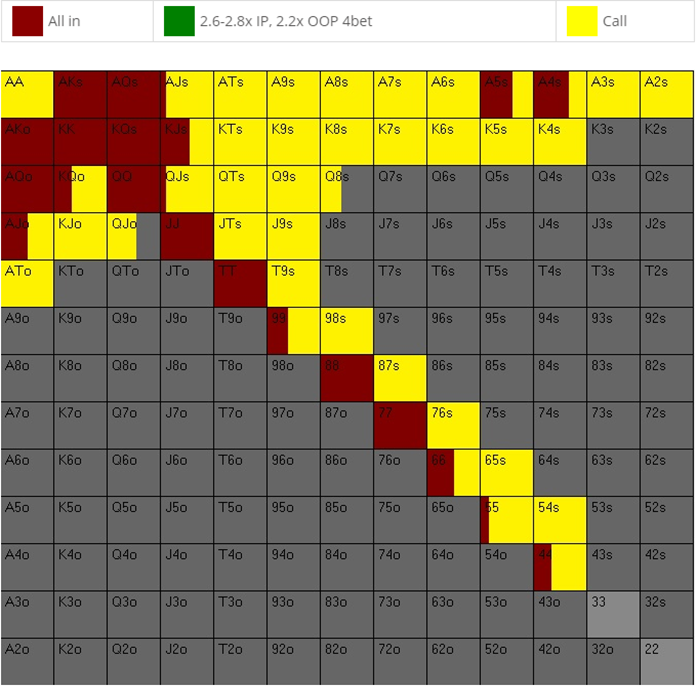 All in 2.6-2.8x IP, 2.2x OOP 4bet Call
AA AKs AQs AJs ATs A9s A8s A7s A6s A5s A4s A3s A2s
AKo KK KQs KJs KTs K9s K8s K7s K6s K5s K4s K3s K2s
AQo KQo QQ QJs QTs Q9s Q8s Q7s Q6s Q5s Q4s Q3s Q2s
AJo KJo QJo JJ JTs J9s J8s J7s J6s J5s J4s J3s J2s
ATo KTo QTo JTo TT T9s T8s T7s T6s T5s T4s T3s T2s
A9o K9o Q9o J9o T9o 99 98s 97s 96s 95s 94s 93s 92s
A8o K8o Q8o J8o T8o 98o 88 87s 86s 85s 84s 83s 82s
A7o K7o Q7o J7o T7o 97o 87o 77 76s 75s 74s 73s 72s
A6o K6o Q6o J6o T6o 96o 86o 76o 66 65s 64s 63s 62s
A5o K5o Q5o J5o T5o 95o 85o 75o 65o 55 54s 53s 52s
A4o K4o Q4o J4o T4o 94o 84o 74o 64o 54o 44 43s 42s
A3o K3o Q3o J3o T3o 93o 83o 73o 63o 53o 43o 33 32s
A2o K2o Q2o J2o T2o 92o 82o 72o 62o 52o 42o 32o 22